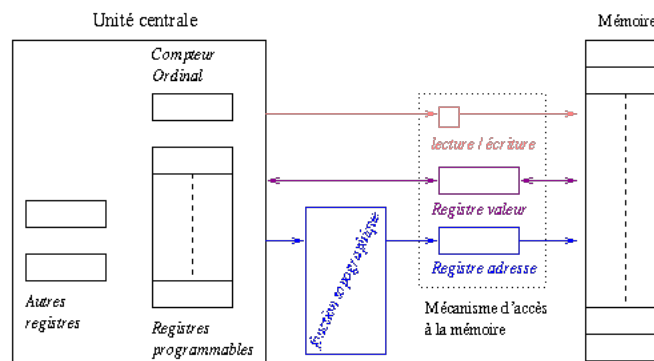 Unité centrale
Mémoire
Compteur
Ordinal
lecture / écriture
Registre valeur
fonction topographique
Registre adresse
Autres
registres
Registres
programmables
Mécanisme d'accès
à la mémoire